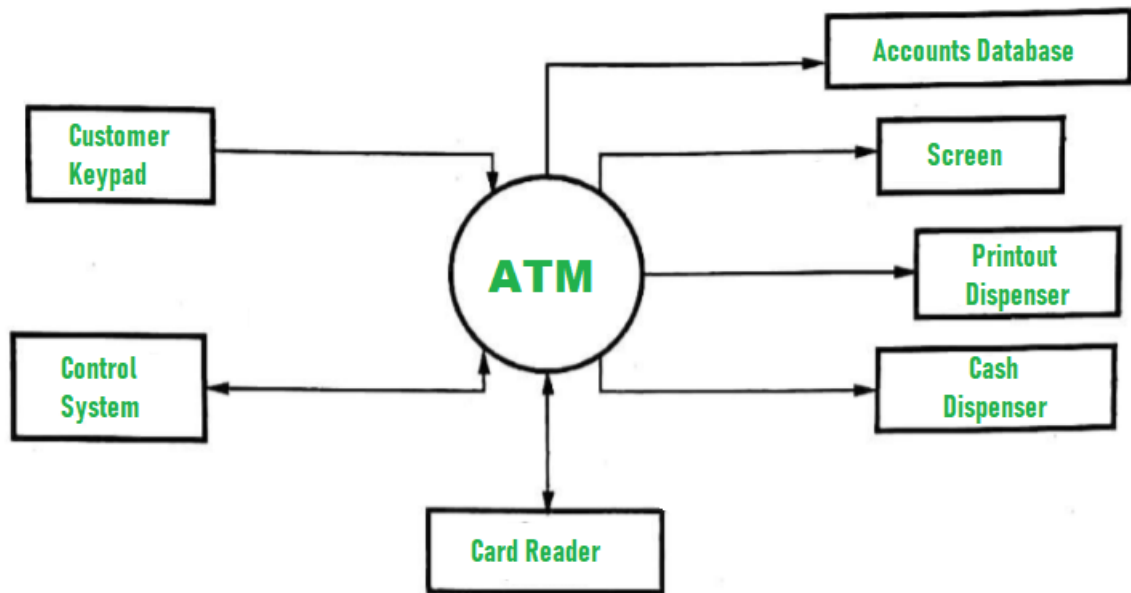 Accounts Database
Customer
Keypad
Screen
ATM
Printout
Dispenser
Control
System
Cash
Dispenser
Card Reader